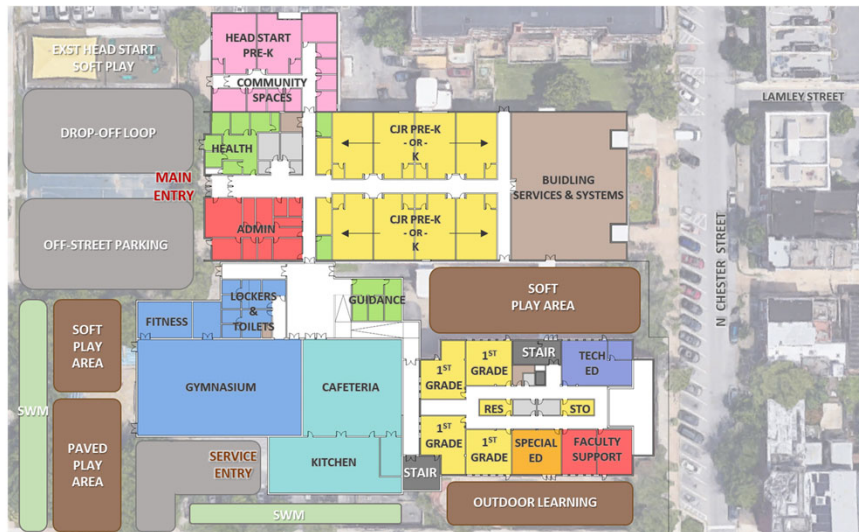 HEAD START
PRE-K
EXST HEAD START
SOFT PLAY
COMMUNITY
SPACES
LAMLEY STREET
DROP-OFF LOOP
HEALTH
CJR PRE-K
- OR -
K
MAIN
ENTRY
BUIDLING
SERVICES & SYSTEMS
OFF-STREET PARKING
ADMIN
CJR PRE-K
- OR -
K
N CHESTER STREET
SOFT
PLAY AREA
LOCKERS
&
TOILETS
GUIDANCE
FITNESS
SOFT
PLAY
AREA
1ST
GRADE
1ST
GRADE
STAIR
TECH
ED
GYMNASIUM
CAFETERIA
SWM
RES
STO
PAVED
PLAY
AREA
1ST
GRADE
1ST
GRADE
SPECIAL
ED
FACULTY
SUPPORT
SERVICE
ENTRY
KITCHEN
STAIR
OUTDOOR LEARNING
SWM